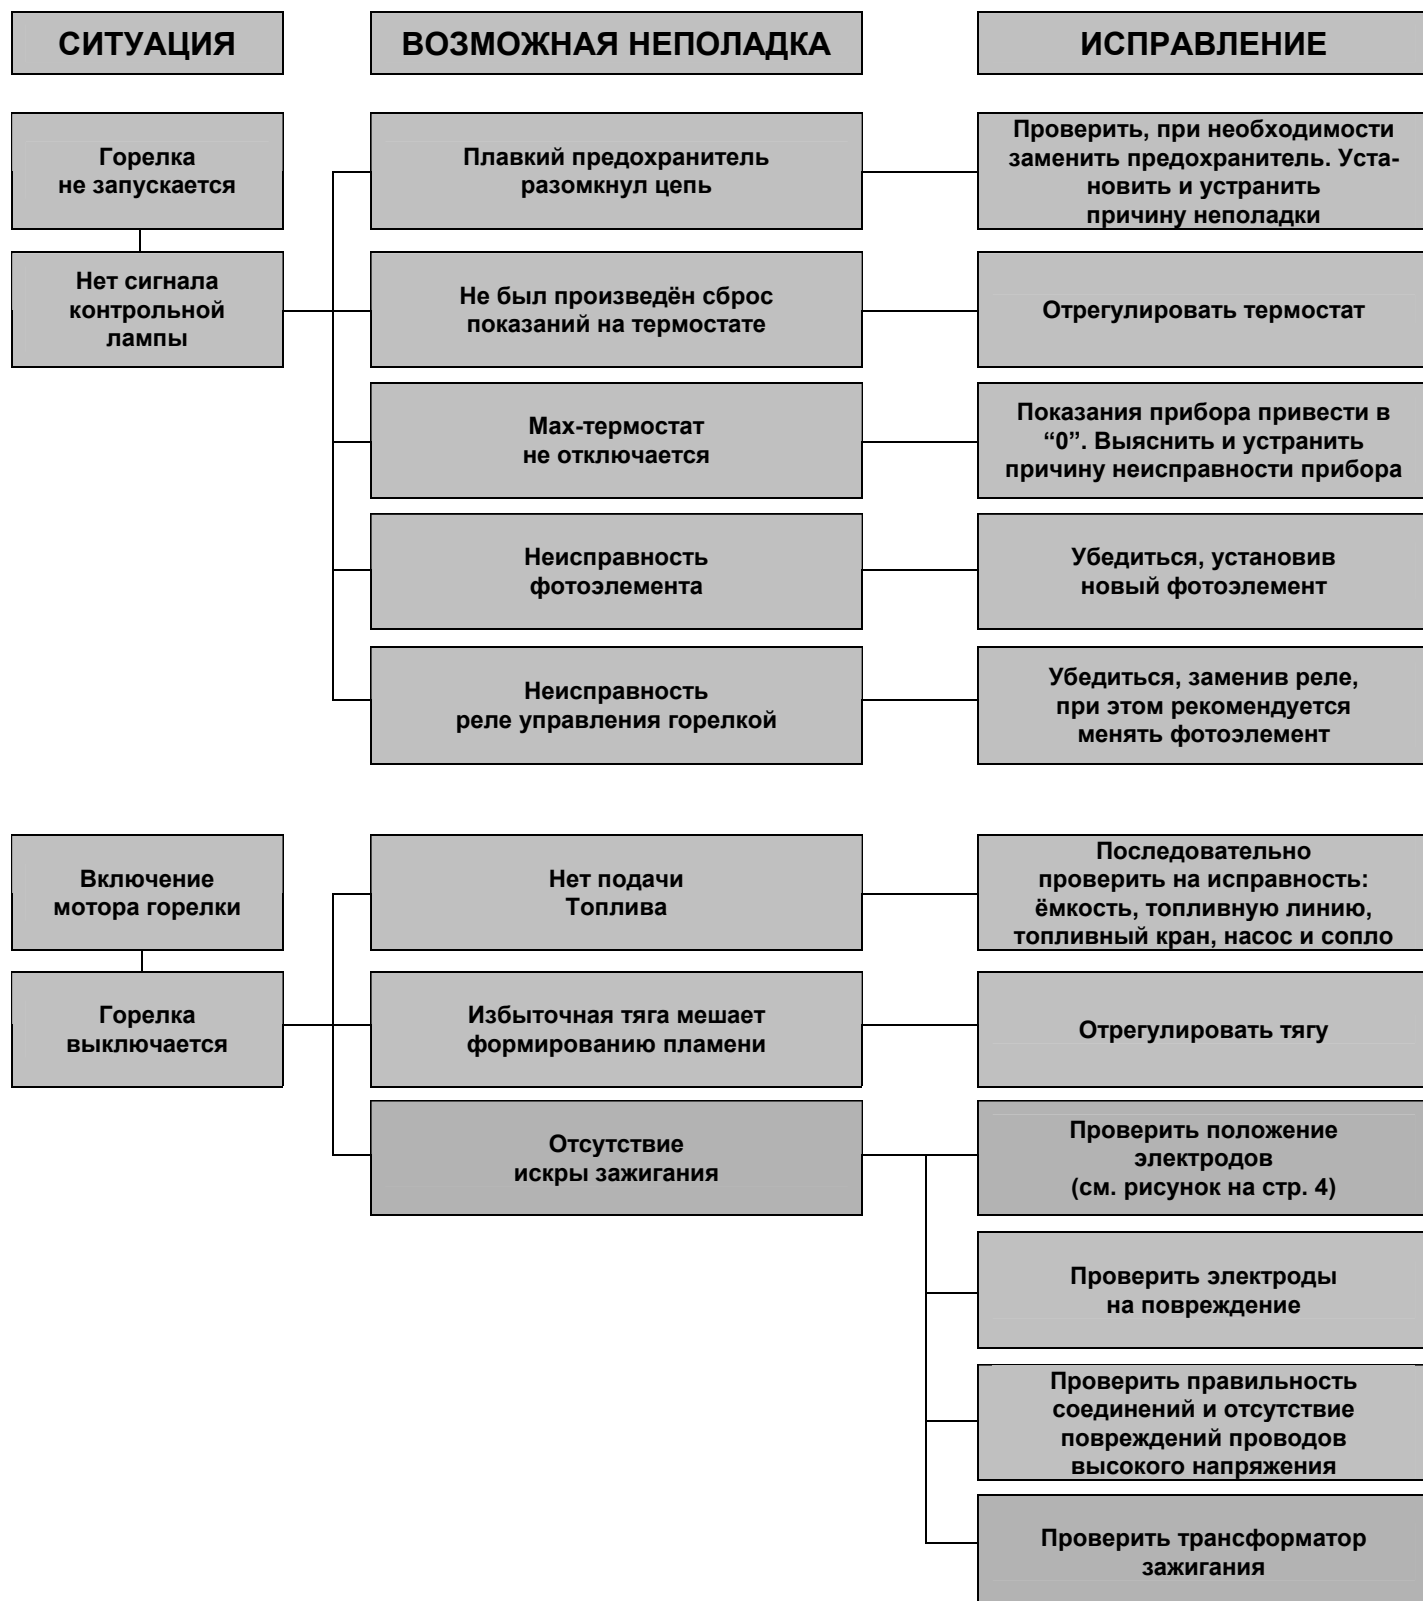 СИТУАЦИЯ
ВОЗМОЖНАЯ НЕПОЛАДКА
ИСПРАВЛЕНИЕ
Горелка
не запускается
Плавкий предохранитель
разомкнул цепь
Проверить, при необходимости
заменить предохранитель. Уста-
новить и устранить
причину неполадки
Нет сигнала
контрольной
лампы
Не был произведён сброс
показаний на термостате
Отрегулировать термостат
Мах-термостат
не отключается
Показания прибора привести в
“0”. Выяснить и устранить
причину неисправности прибора
Неисправность
фотоэлемента
Убедиться, установив
новый фотоэлемент
Неисправность
реле управления горелкой
Убедиться, заменив реле,
при этом рекомендуется
менять фотоэлемент
Включение
мотора горелки
Нет подачи
Топлива
Последовательно
проверить на исправность:
ёмкость, топливную линию,
топливный кран, насос и сопло
Горелка
выключается
Избыточная тяга мешает
формированию пламени
Отрегулировать тягу
Отсутствие
искры зажигания
Проверить положение
электродов
(см. рисунок на стр. 4)
Проверить электроды
на повреждение
Проверить правильность
соединений и отсутствие
повреждений проводов
высокого напряжения
Проверить трансформатор
зажигания